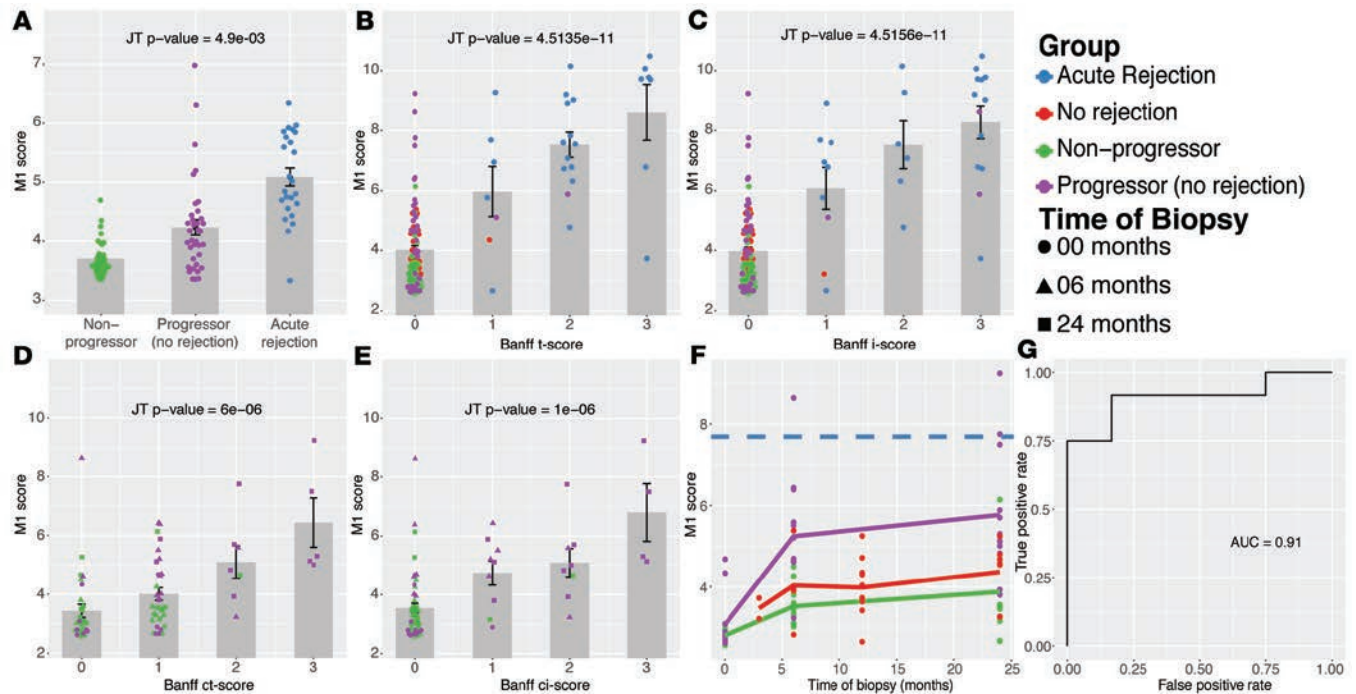 A
JT p-value = 4.9e-03
M1 score
7
6
5
4
3
Non-
progressor
Progressor
(no rejection)
Acute
rejection
B
JT p-value = 4.5135e-11
M1 score
10
8
6
4
2
0
1
2
3
Banff t-score
C
JT p-value = 4.5156e-11
M1 score
10
8
6
4
2
0
1
2
3
Banff i-score
Group
Acute Rejection
No rejection
Non-progressor
Progressor (no rejection)
Time of Biopsy
00 months
06 months
24 months
D
JT p-value = 6e-06
M1 score
10
8
6
4
2
0
1
2
3
Banff ct-score
E
JT p-value = 1e-06
M1 score
10
8
6
4
2
0
1
2
3
Banff ci-score
F
M1 score
8
6
4
0
5
10
15
20
25
Time of biopsy (months)
G
True positive rate
1.00
0.75
0.5
0.25
0.00
AUC = 0.91
0.00
0.25
0.50
0.75
1.00
False positive rate